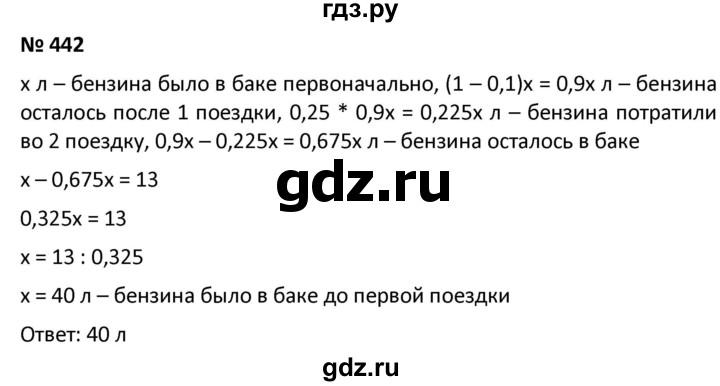 гдз.ру
№ 442
х л – бензина было в баке первоначально, (1 – 0,1)х = 0,9х л – бензина
осталось после 1 поездки, 0,25 * 0,9х = 0,225х л – бензина потратили
во 2 поездку, 0,9х – 0,225х = 0,675х л – бензина осталось в баке
х – 0,675х = 13
gdz.ru
0,325х = 13
х = 13 : 0,325
х = 40 л – бензина было в баке до первой поездки
Ответ: 40 л
gdz.ru